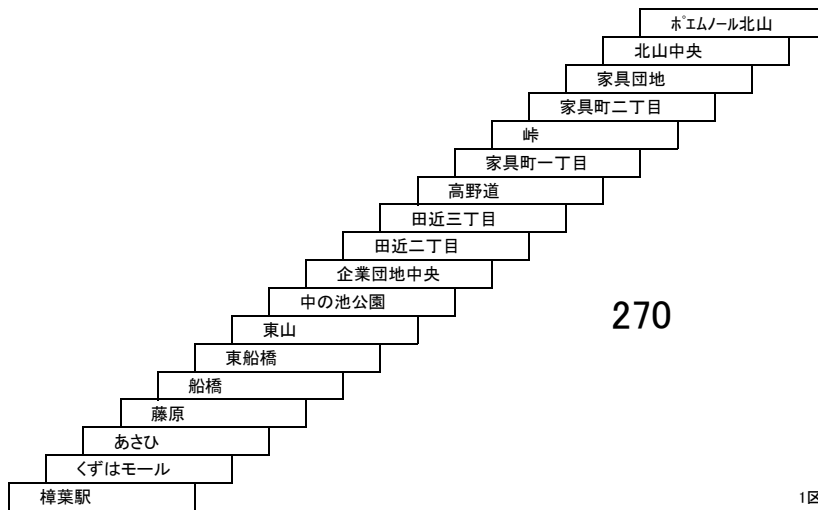 ﾎﾟｴﾑﾉｰﾙ北山
北山中央
家具団地
家具町二丁目
峠
家具町一丁目
高野道
田近三丁目
田近二丁目
企業団地中央
中の池公園
270
東山
東船橋
船橋
藤原
あさひ
くずはモール
樟葉駅
1区